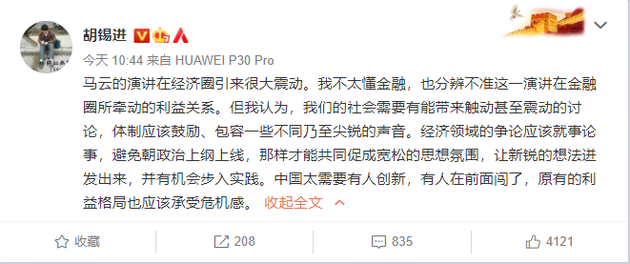 胡锡进
今天 10:44 来自 HUAWEI P30 Pro
马云的演讲在经济圈引来很大震动。我不太懂金融，也分辨不准这一演讲在金融
圈所牵动的利益关系。但我认为，我们的社会需要有能带来触动甚至震动的讨
论，体制应该鼓励、包容一些不同乃至尖锐的声音。经济领域的争论应该就事论
事，避免朝政治上纲上线，那样才能共同促成宽松的思想氛围，让新锐的想法迸
发出来，并有机会步入实践。中国太需要有人创新，有人在前面闯了，原有的利
益格局也应该承受危机感。 收起全文
收藏 208 835 4121